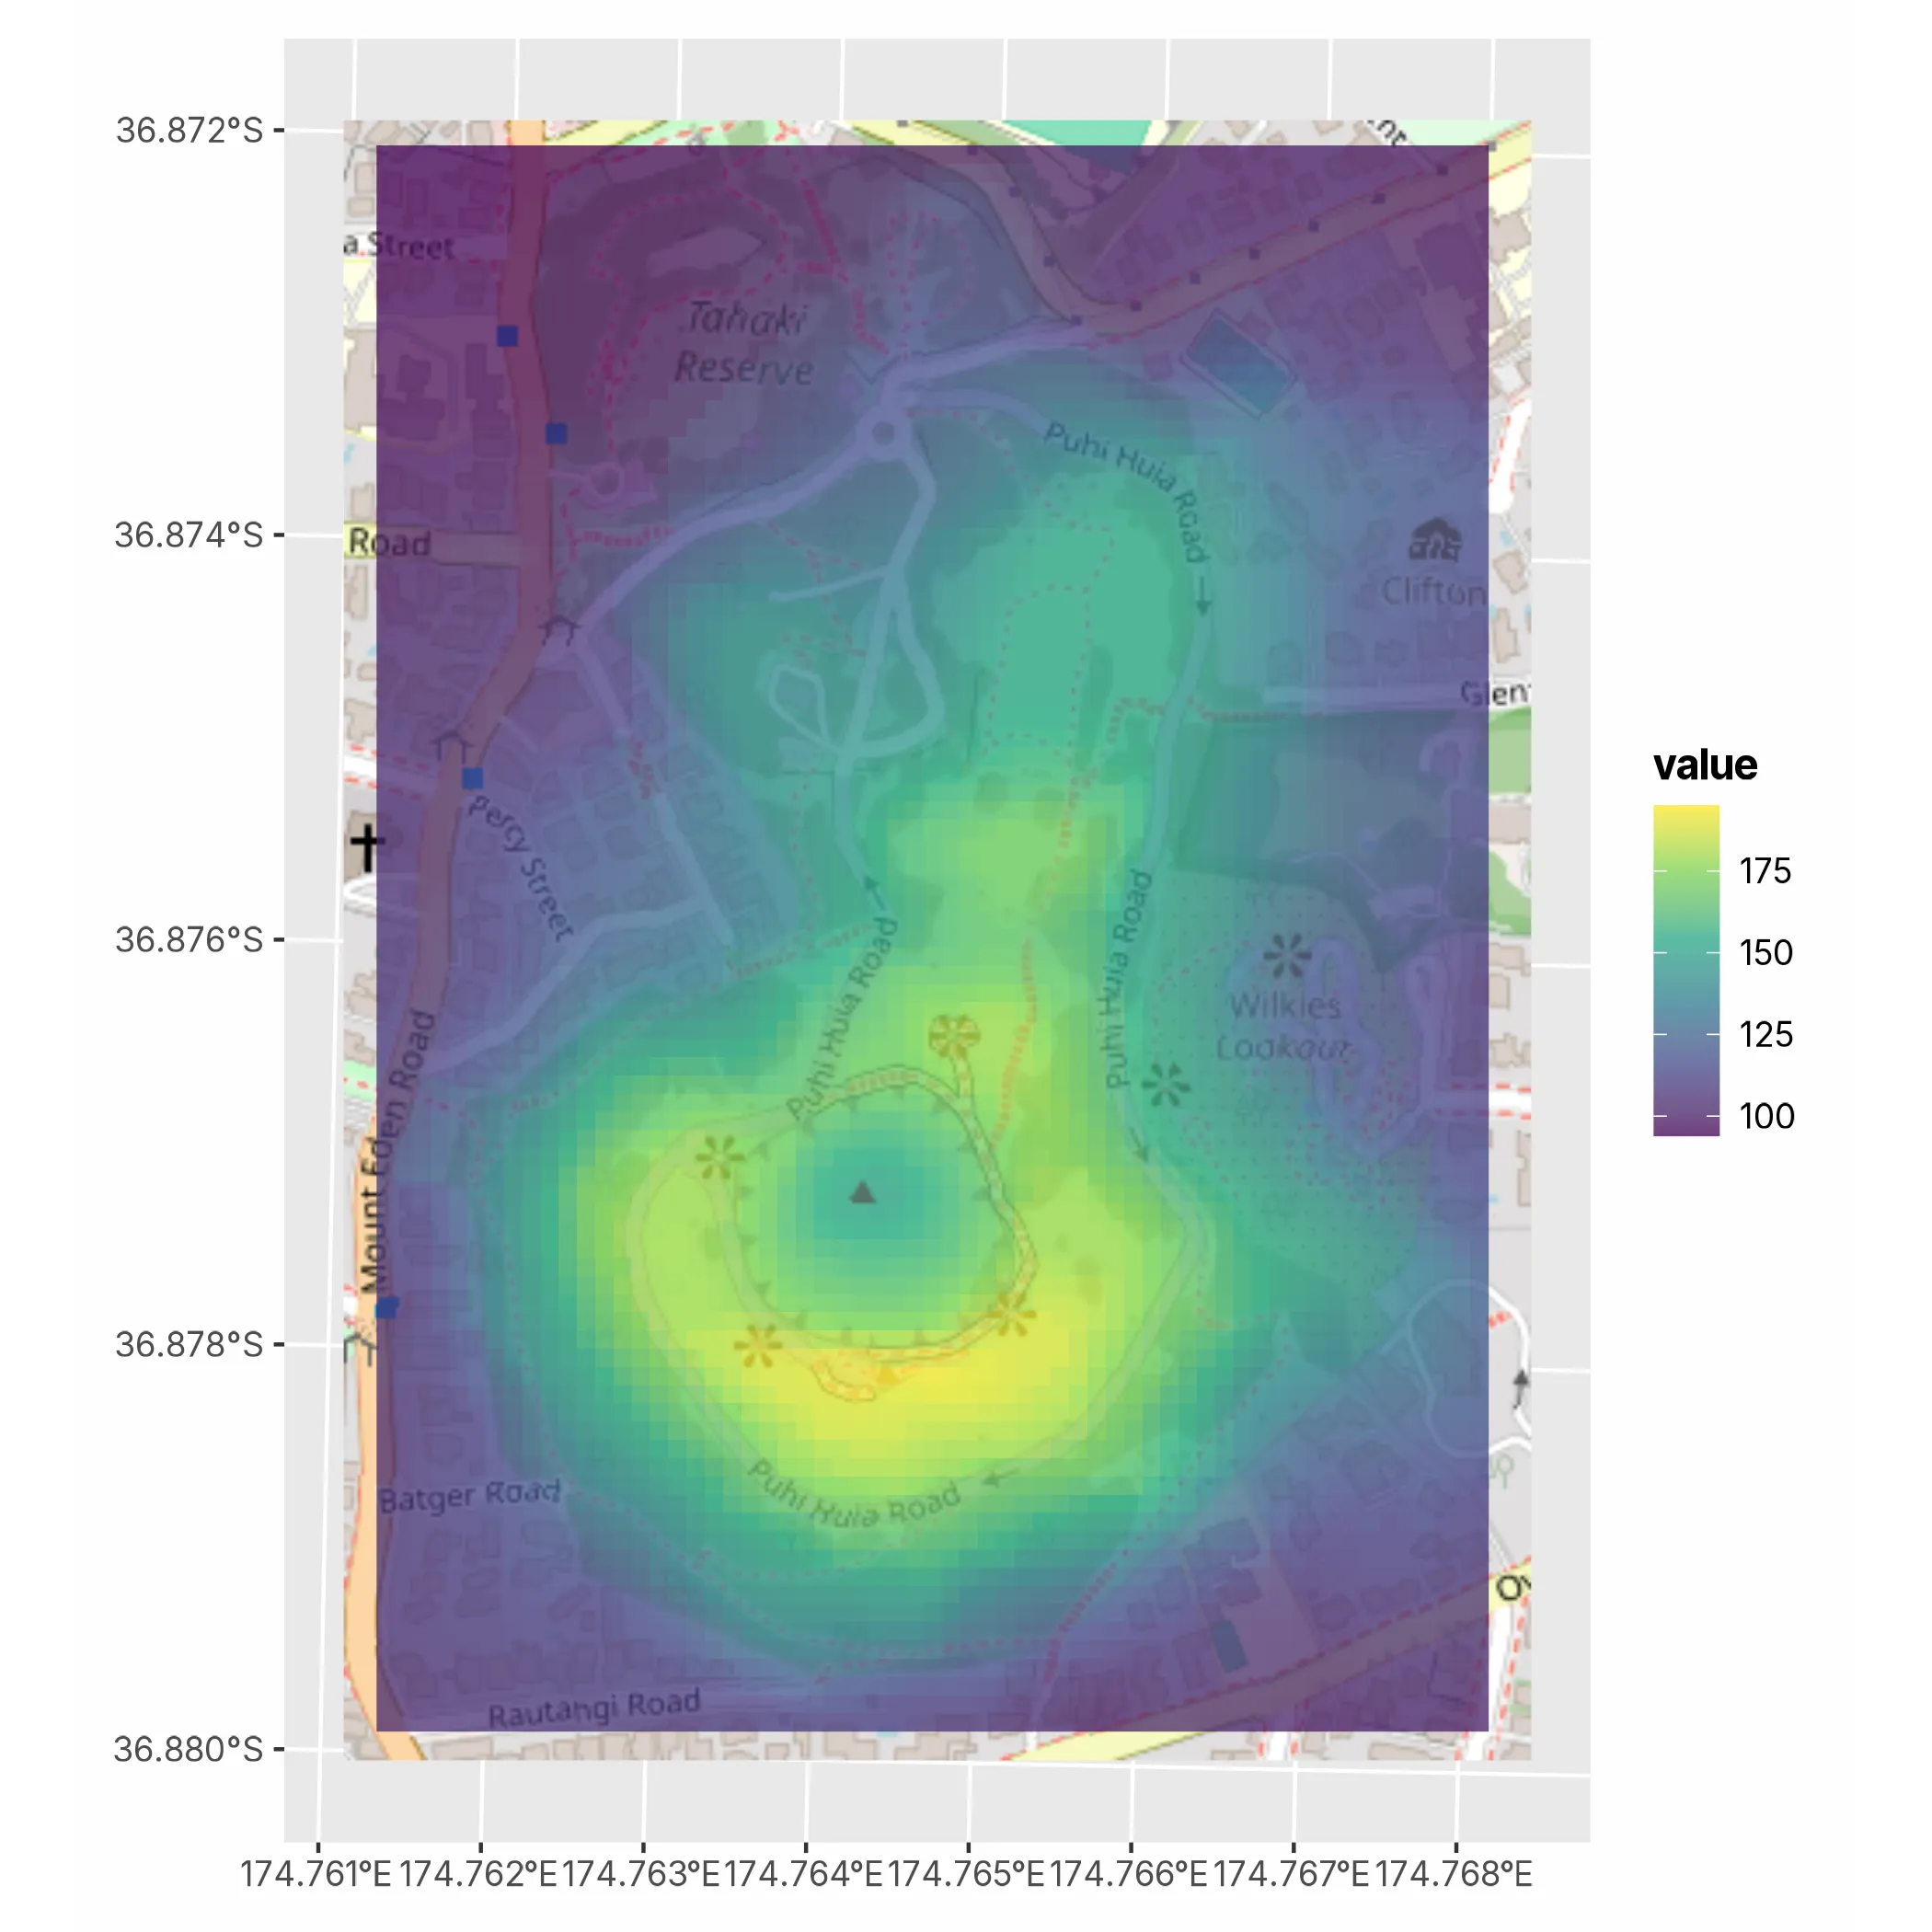 36.872°S
a Street
Tahaki
Reserve
Puhi Huia Road
36.874°S
Road
Clifton
Glen
Percy Street
value
175
150
125
100
36.876°S
Puhi Huia Road
Puhi Huia Road
Wilkies
Lookout
Mount Eden Road
36.878°S
Batger Road
Puhi Huia Road
Rautangi Road
36.880°S
174.761°E 174.762°E 174.763°E 174.764°E 174.765°E 174.766°E 174.767°E 174.768°E